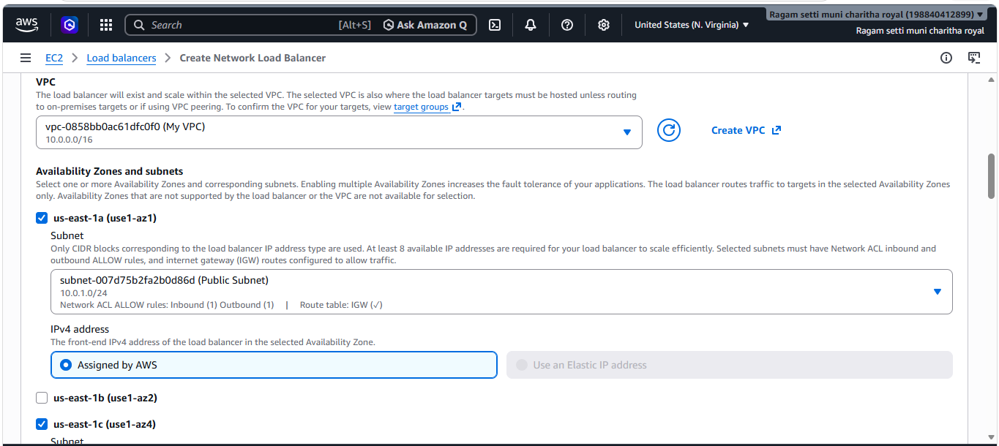 aws
Search
[Alt+S]
Ask Amazon Q
United States (N. Virginia) ▼
Ragam setti muni charitha royal (198840412899) ▼
Ragam setti muni charitha royal
EC2 > Load balancers > Create Network Load Balancer
VPC
The load balancer will exist and scale within the selected VPC. The selected VPC is also where the load balancer targets must be hosted unless routing
to on-premises targets or if using VPC peering. To confirm the VPC for your targets, view target groups .
vpc-0858bb0ac61dfc0f0 (My VPC)
10.0.0.0/16
Create VPC
Availability Zones and subnets
Select one or more Availability Zones and corresponding subnets. Enabling multiple Availability Zones increases the fault tolerance of your applications. The load balancer routes traffic to targets in the selected Availability Zones
only. Availability Zones that are not supported by the load balancer or the VPC are not available for selection.
us-east-1a (use1-az1)
Subnet
Only CIDR blocks corresponding to the load balancer IP address type are used. At least 8 available IP addresses are required for your load balancer to scale efficiently. Selected subnets must have Network ACL inbound and
outbound ALLOW rules, and internet gateway (IGW) routes configured to allow traffic.
subnet-007d75b2fa2b0d86d (Public Subnet)
10.0.1.0/24
Network ACL ALLOW rules: Inbound (1) Outbound (1) | Route table: IGW (✓)
IPv4 address
The front-end IPv4 address of the load balancer in the selected Availability Zone.
Assigned by AWS
Use an Elastic IP address
us-east-1b (use1-az2)
us-east-1c (use1-az4)
Subnet